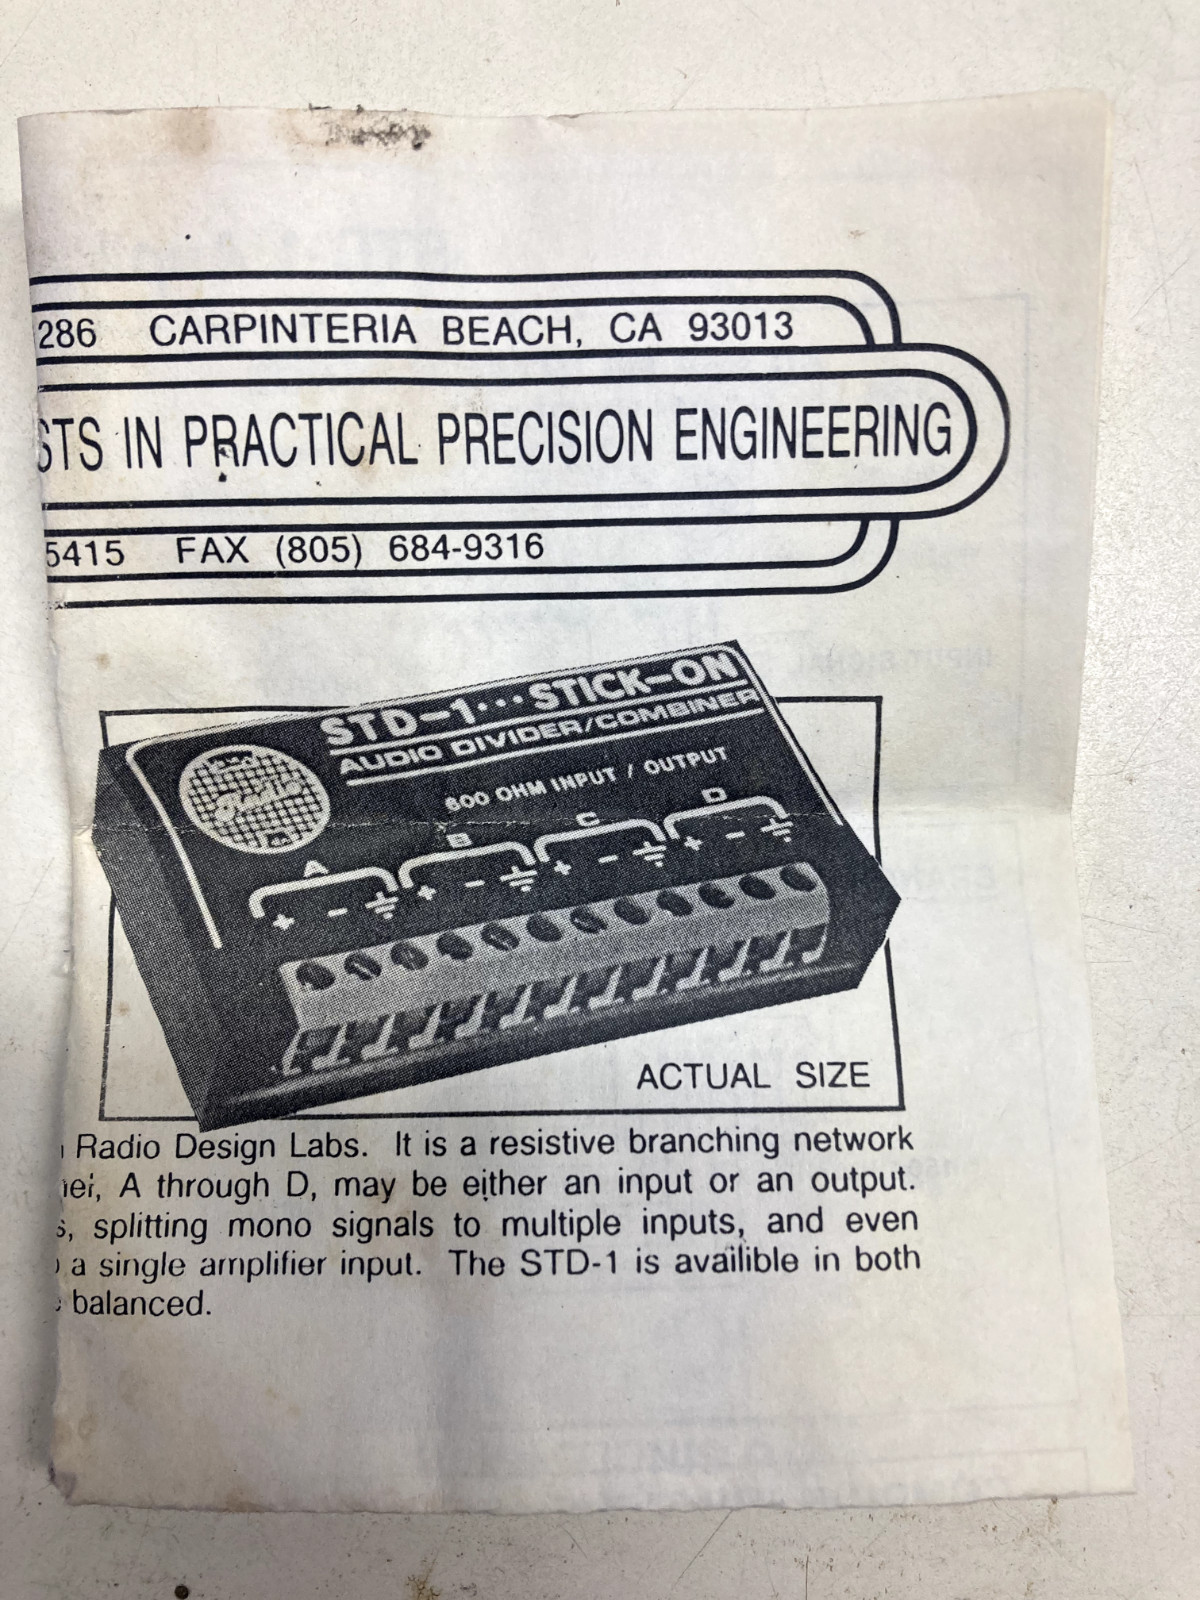 286 CARPINTERIA BEACH, CA 93013
STS IN PRACTICAL PRECISION ENGINEERING
5415 FAX (805) 684-9316
STD-1...STICK-ON
AUDIO DIVIDER/COMBINER
600 OHM INPUT / OUTPUT
A B C D
+ - + - + - + -
Radio
ACTUAL SIZE
Radio Design Labs. It is a resistive branching network
A through D, may be either an input or an output.
s, splitting mono signals to multiple inputs, and even
a single amplifier input. The STD-1 is availible in both
balanced.